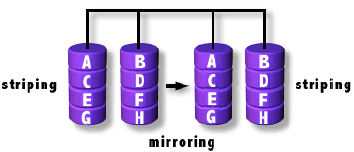 A B A B
C D C D
striping E F E F striping
G H G H
mirroring